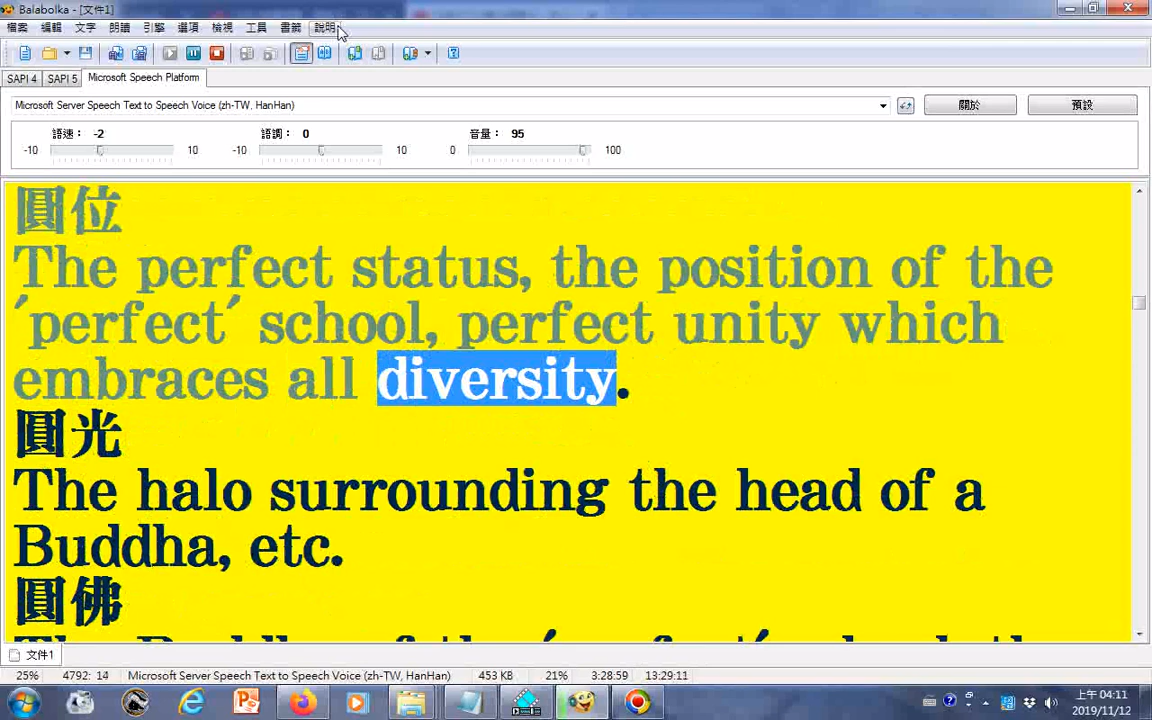 Balabolka - [文件1]
檔案 編輯 文字 朗讀 引擎 選項 檢視 工具 書籤 說明
SAPI 4 SAPI 5 Microsoft Speech Platform
Microsoft Server Speech Text to Speech Voice (zh-TW, HanHan) 關於 預設
語速： -2 語調： 0 音量： 95
-10 10 -10 10 0 100
圓位
The perfect status, the position of the
'perfect' school, perfect unity which
embraces all diversity.
圓光
The halo surrounding the head of a
Buddha, etc.
圓佛
文件1
25% 4792: 14 Microsoft Server Speech Text to Speech Voice (zh-TW, HanHan) 453 KB 21% 3:28:59 13:29:11
上午 04:11
2019/11/12